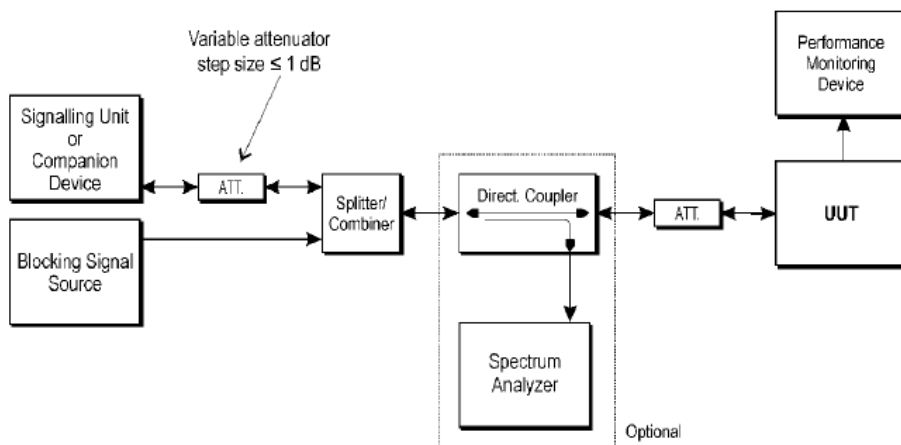 Variable attenuator
step size ≤ 1 dB
Performance
Monitoring
Device
Signalling Unit
or
Companion
Device
ATT.
Splitter/
Combiner
Direct. Coupler
ATT.
UUT
Blocking Signal
Source
Spectrum
Analyzer
Optional